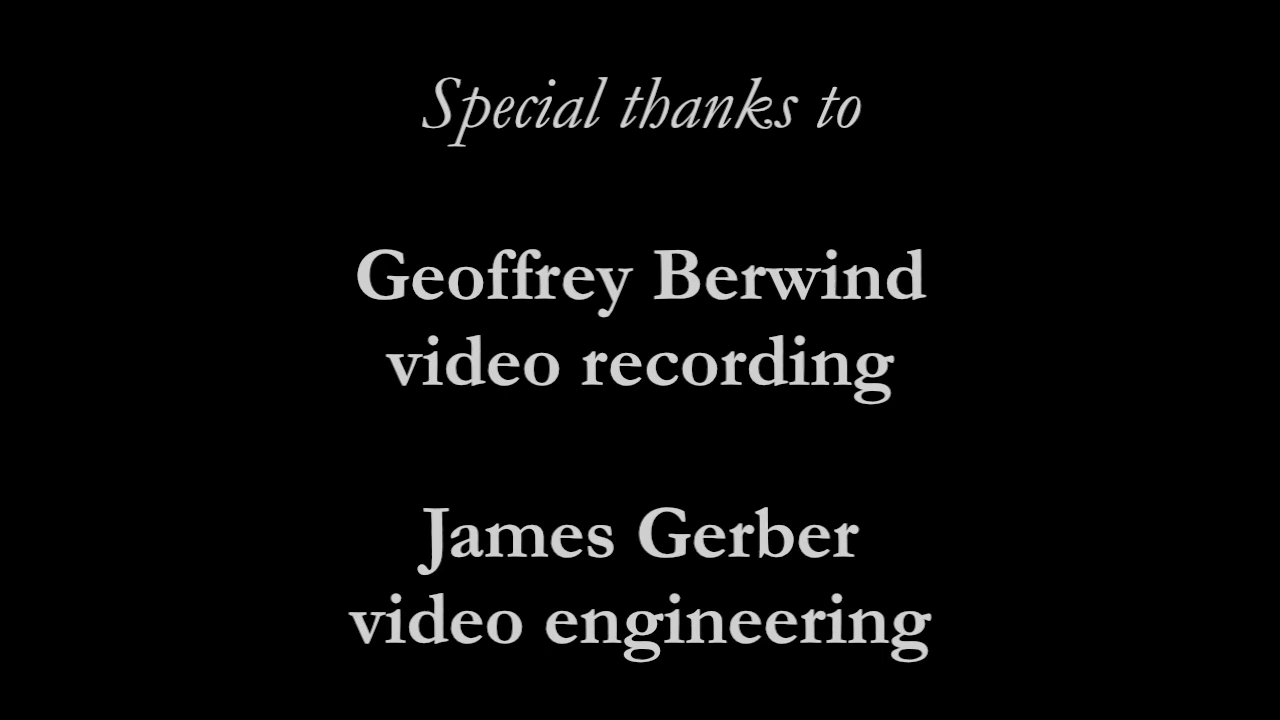 Special thanks to
Geoffrey Berwind
video recording
James Gerber
video engineering